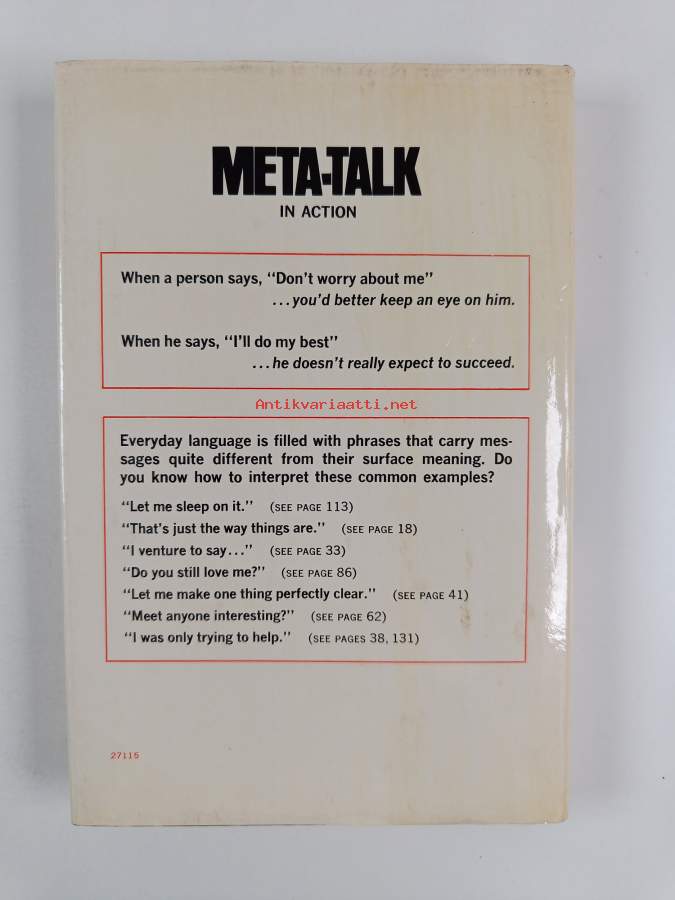 META-TALK
IN ACTION
When a person says, "Don't worry about me"
...you'd better keep an eye on him.
When he says, "I'll do my best"
...he doesn't really expect to succeed.
Antikvariaatti.net
Everyday language is filled with phrases that carry mes-
sages quite different from their surface meaning. Do
you know how to interpret these common examples?
"Let me sleep on it." (SEE PAGE 113)
"That's just the way things are." (SEE PAGE 18)
"I venture to say..." (SEE PAGE 33)
"Do you still love me?" (SEE PAGE 86)
"Let me make one thing perfectly clear." (SEE PAGE 41)
"Meet anyone interesting?" (SEE PAGE 62)
"I was only trying to help." (SEE PAGES 38, 131)
27115